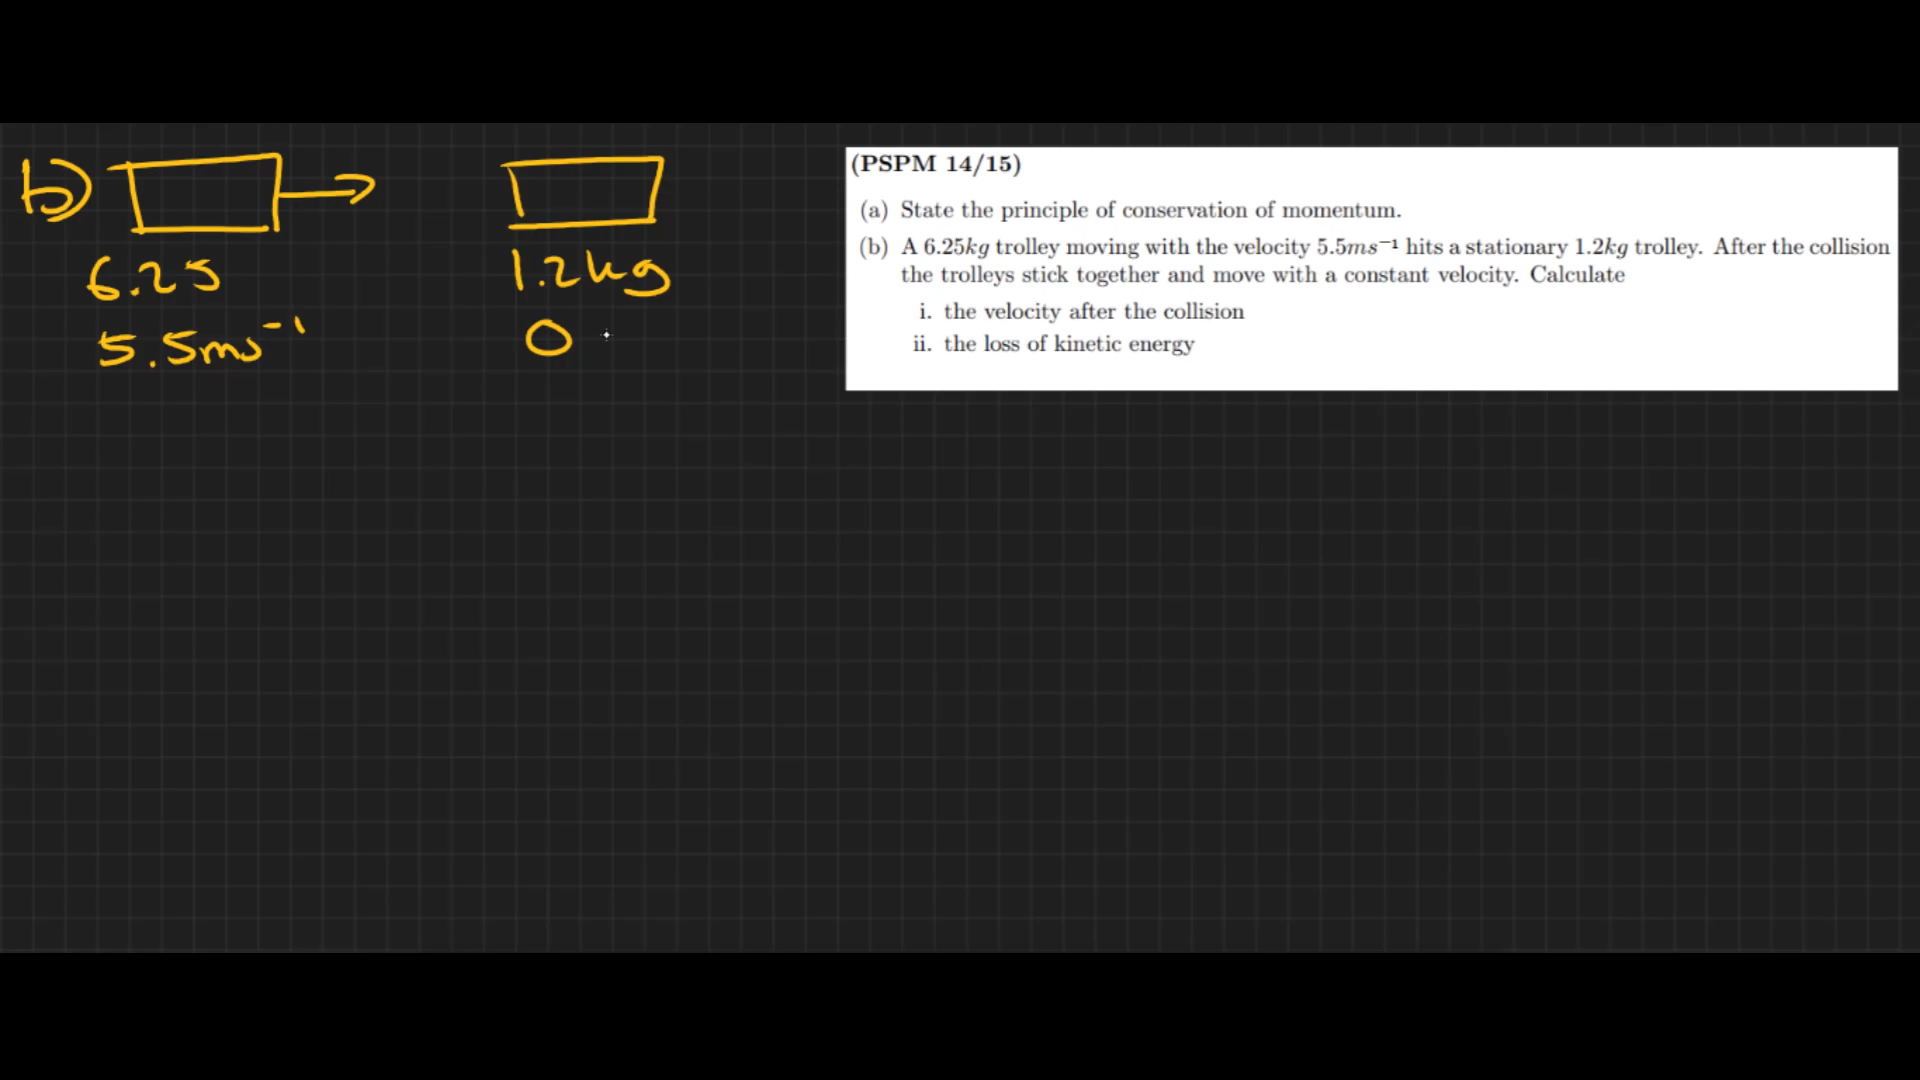 b)
6.25
5.5ms⁻¹
1.2kg
0
(PSPM 14/15)
(a) State the principle of conservation of momentum.
(b) A 6.25kg trolley moving with the velocity 5.5ms⁻¹ hits a stationary 1.2kg trolley. After the collision
the trolleys stick together and move with a constant velocity. Calculate
i. the velocity after the collision
ii. the loss of kinetic energy